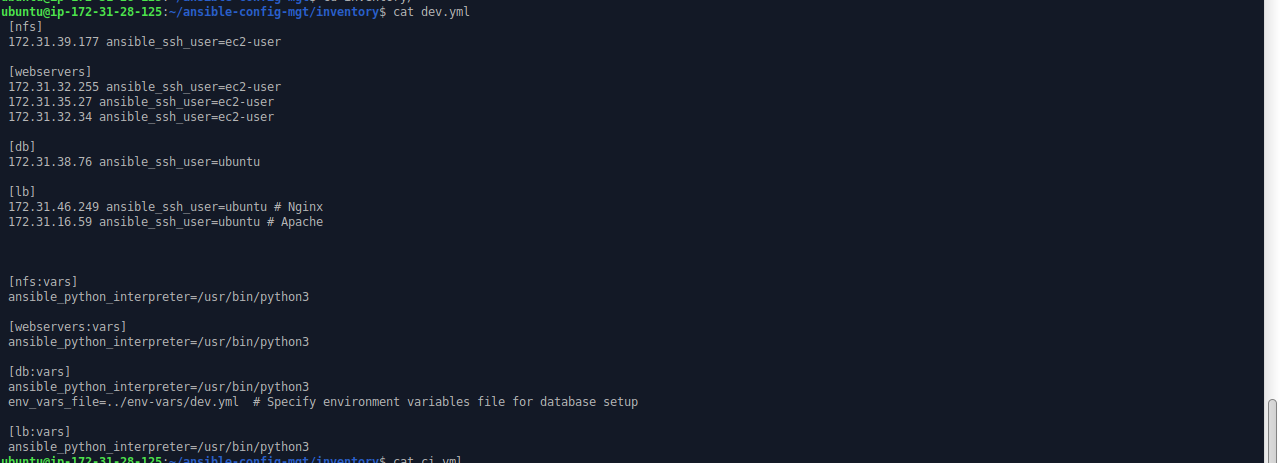 ubuntu@ip-172-31-28-125:~/ansible-config-mgt/inventory$ cat dev.yml
[nfs]
172.31.39.177 ansible_ssh_user=ec2-user
[webservers]
172.31.32.255 ansible_ssh_user=ec2-user
172.31.35.27 ansible_ssh_user=ec2-user
172.31.32.34 ansible_ssh_user=ec2-user
[db]
172.31.38.76 ansible_ssh_user=ubuntu
[lb]
172.31.46.249 ansible_ssh_user=ubuntu # Nginx
172.31.16.59 ansible_ssh_user=ubuntu # Apache
[nfs:vars]
ansible_python_interpreter=/usr/bin/python3
[webservers:vars]
ansible_python_interpreter=/usr/bin/python3
[db:vars]
ansible_python_interpreter=/usr/bin/python3
env_vars_file=../env-vars/dev.yml  # Specify environment variables file for database setup
[lb:vars]
ansible_python_interpreter=/usr/bin/python3
ubuntu@ip-172-31-28-125:~/ansible-config-mgt/inventory$ cat ci.yml